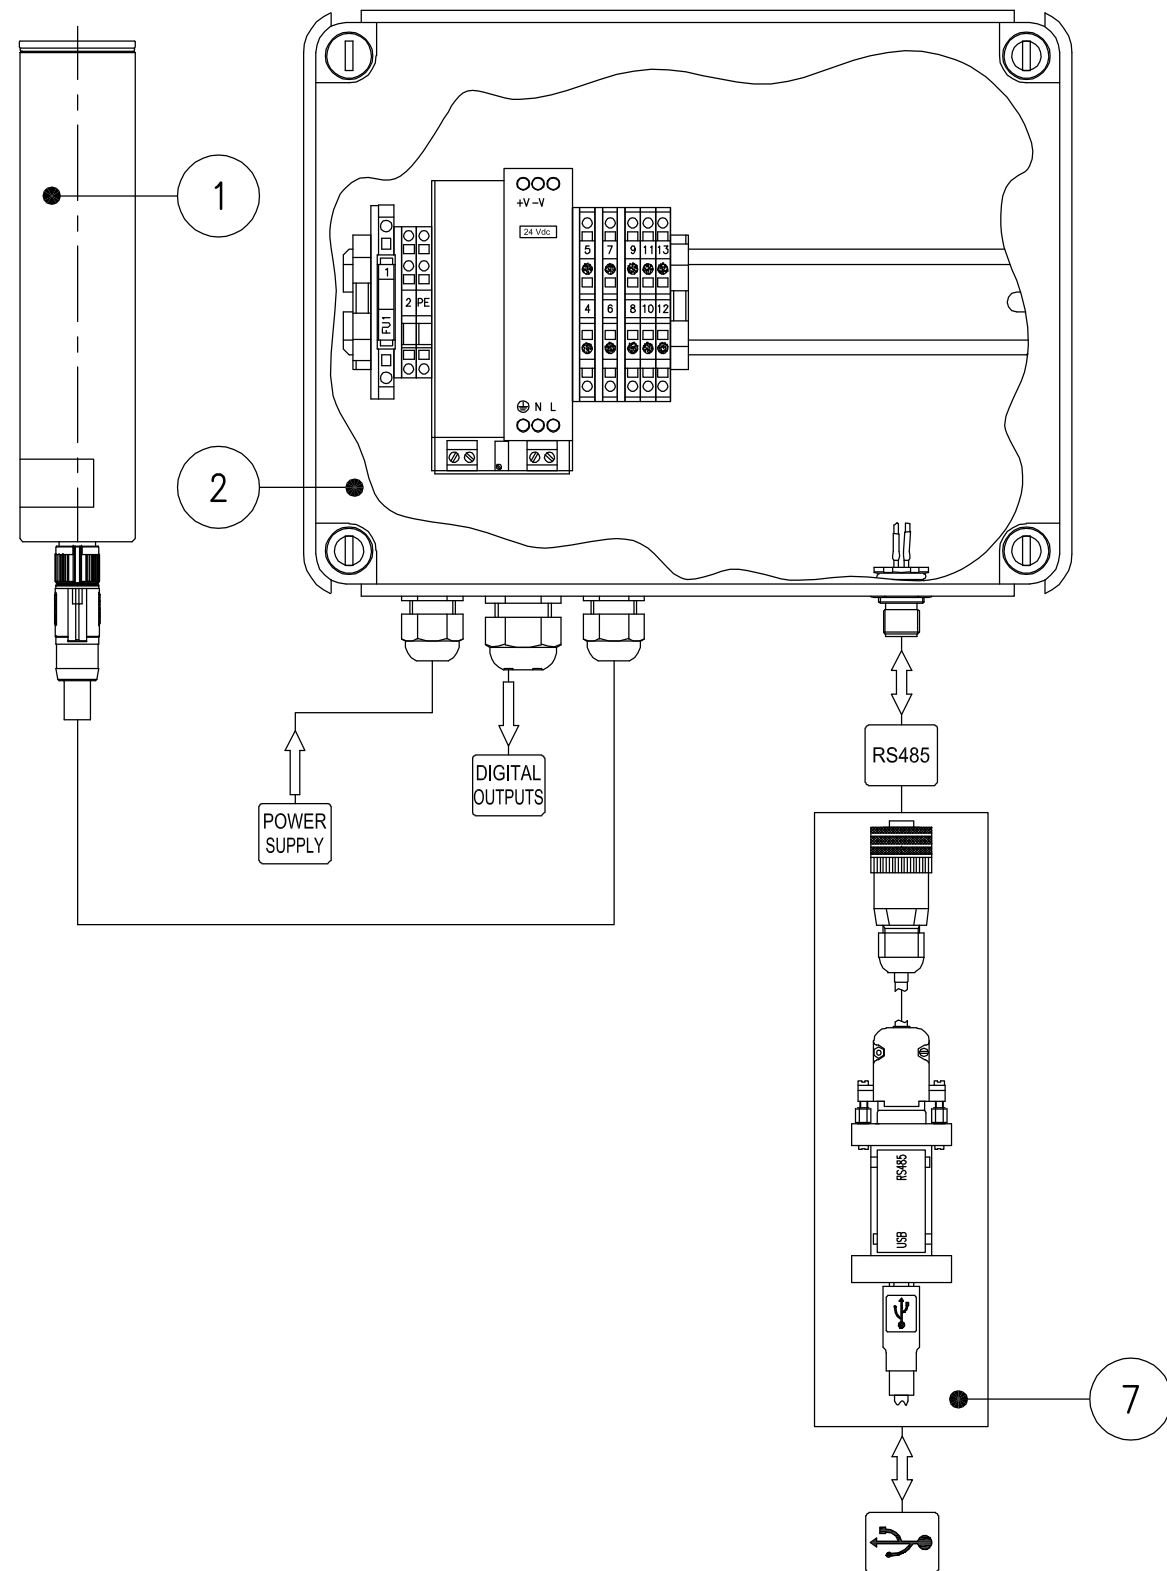 1
+V -V
24 Vdc
5 7 9 11 13
1
2 PE
FU1
4 6 8 10 12
N L
2
RS485
DIGITAL
OUTPUTS
POWER
SUPPLY
RS485
USB
7